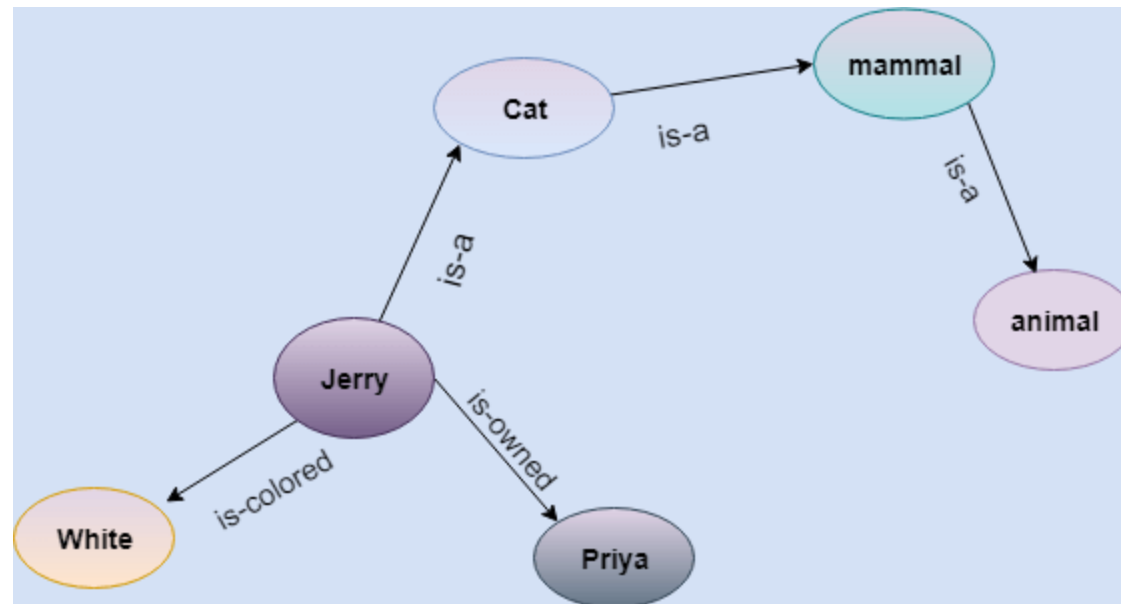 mammal
Cat
is-a
is-a
is-a
animal
Jerry
is-owned
is-colored
White
Priya